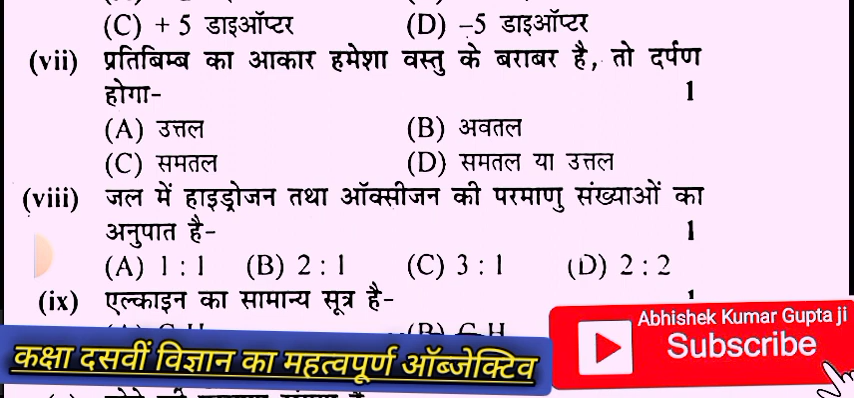 (C) + 5 डाइऑप्टर (D) –5 डाइऑप्टर
(vii) प्रतिबिम्ब का आकार हमेशा वस्तु के बराबर है, तो दर्पण
होगा– 1
(A) उत्तल (B) अवतल
(C) समतल (D) समतल या उत्तल
(viii) जल में हाइड्रोजन तथा ऑक्सीजन की परमाणु संख्याओं का
अनुपात है– 1
(A) 1 : 1 (B) 2 : 1 (C) 3 : 1 (D) 2 : 2
(ix) एल्काइन का सामान्य सूत्र है– 1
Abhishek Kumar Gupta ji
Subscribe
कक्षा दसवीं विज्ञान का महत्वपूर्ण ऑब्जेक्टिव